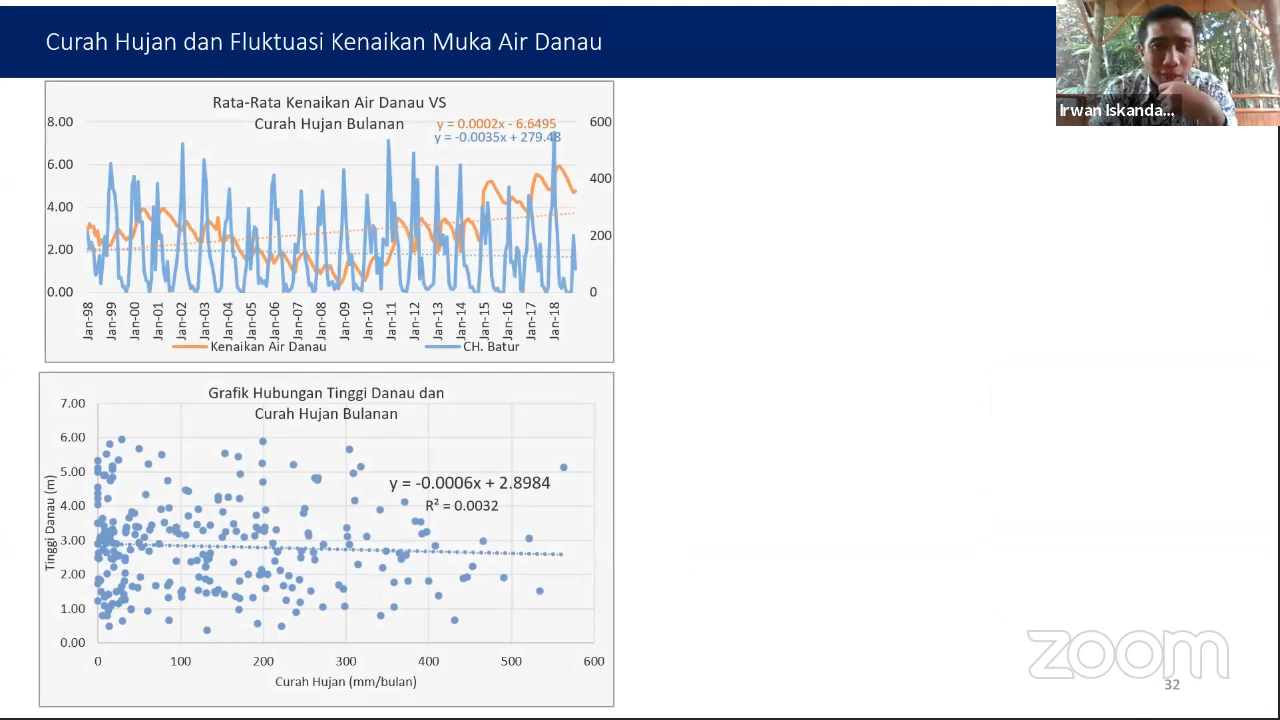 Curah Hujan dan Fluktuasi Kenaikan Muka Air Danau
Irwan Iskanda...
Rata-Rata Kenaikan Air Danau VS
Curah Hujan Bulanan
y = 0.0002x - 6.6495
y = -0.0035x + 279.48
8.00
6.00
4.00
2.00
0.00
600
400
200
0
Jan-98
Jan-99
Jan-00
Jan-01
Jan-02
Jan-03
Jan-04
Jan-05
Jan-06
Jan-07
Jan-08
Jan-09
Jan-10
Jan-11
Jan-12
Jan-13
Jan-14
Jan-15
Jan-16
Jan-17
Jan-18
Kenaikan Air Danau
CH. Batur
Grafik Hubungan Tinggi Danau dan
Curah Hujan Bulanan
7.00
6.00
5.00
4.00
3.00
2.00
1.00
0.00
Tinggi Danau (m)
y = -0.0006x + 2.8984
R² = 0.0032
0
100
200
300
400
500
600
Curah Hujan (mm/bulan)
zoom
32